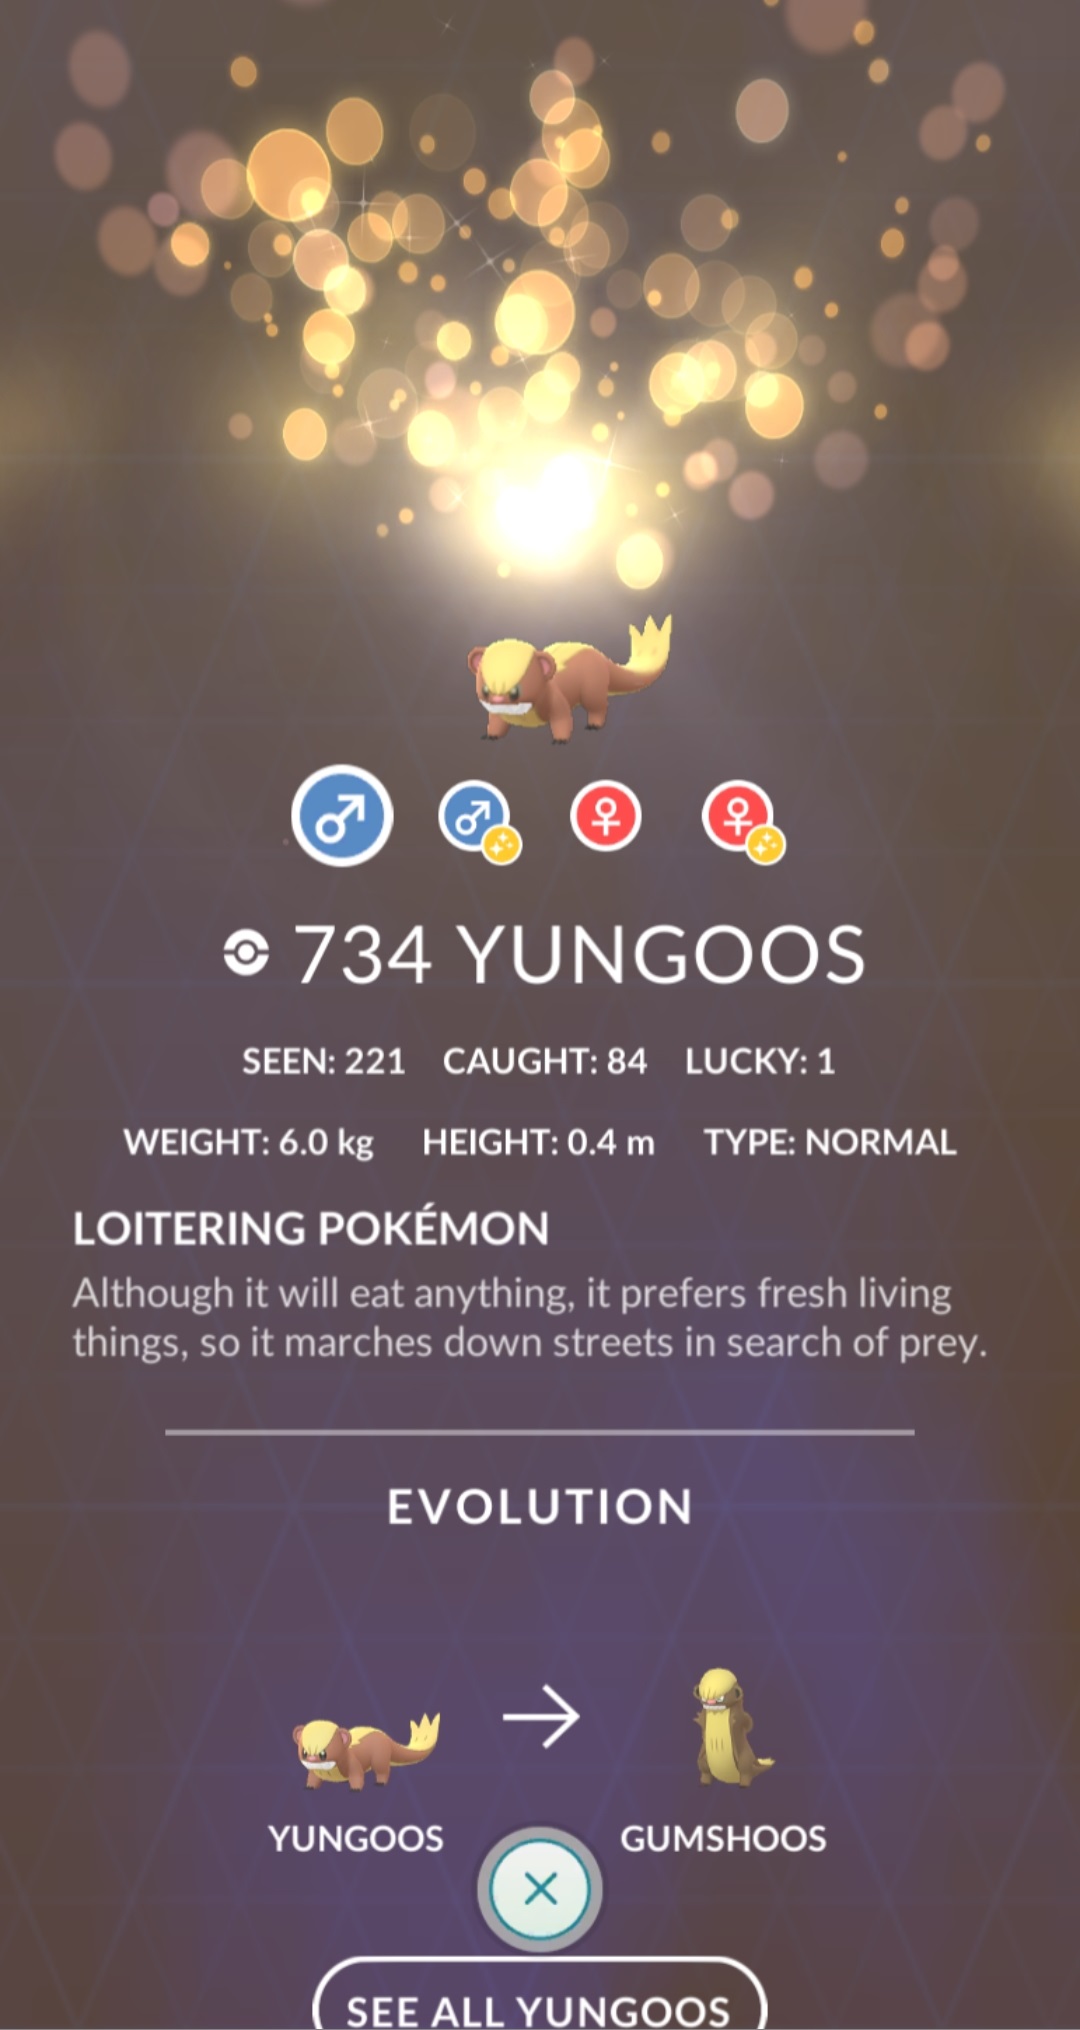 734 YUNGOOS
SEEN: 221 CAUGHT: 84 LUCKY: 1
WEIGHT: 6.0 kg HEIGHT: 0.4 m TYPE: NORMAL
LOITERING POKÉMON
Although it will eat anything, it prefers fresh living
things, so it marches down streets in search of prey.
EVOLUTION
YUNGOOS GUMSHOOS
SEE ALL YUNGOOS